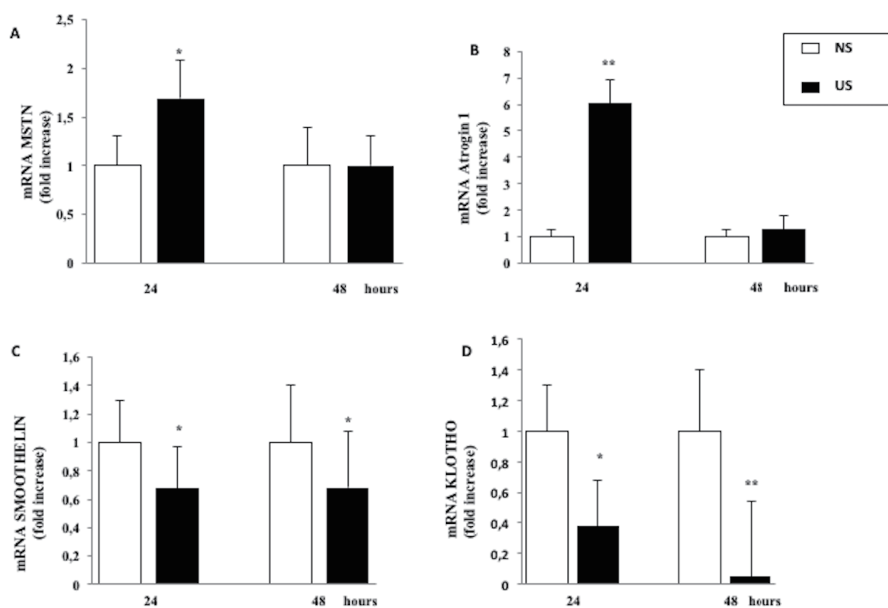 A
mRNA MSTN
(fold increase)
2,5
2
1,5
1
0,5
0
*
24
48 hours
B
mRNA Atrogin 1
(fold increase)
8
7
6
5
4
3
2
1
0
**
24
48 hours
NS
US
C
mRNA SMOOTHELIN
(fold increase)
1,6
1,4
1,2
1
0,8
0,6
0,4
0,2
0
*
*
24
48 hours
D
mRNA KLOTHO
(fold increase)
1,6
1,4
1,2
1
0,8
0,6
0,4
0,2
0
*
**
24
48 hours